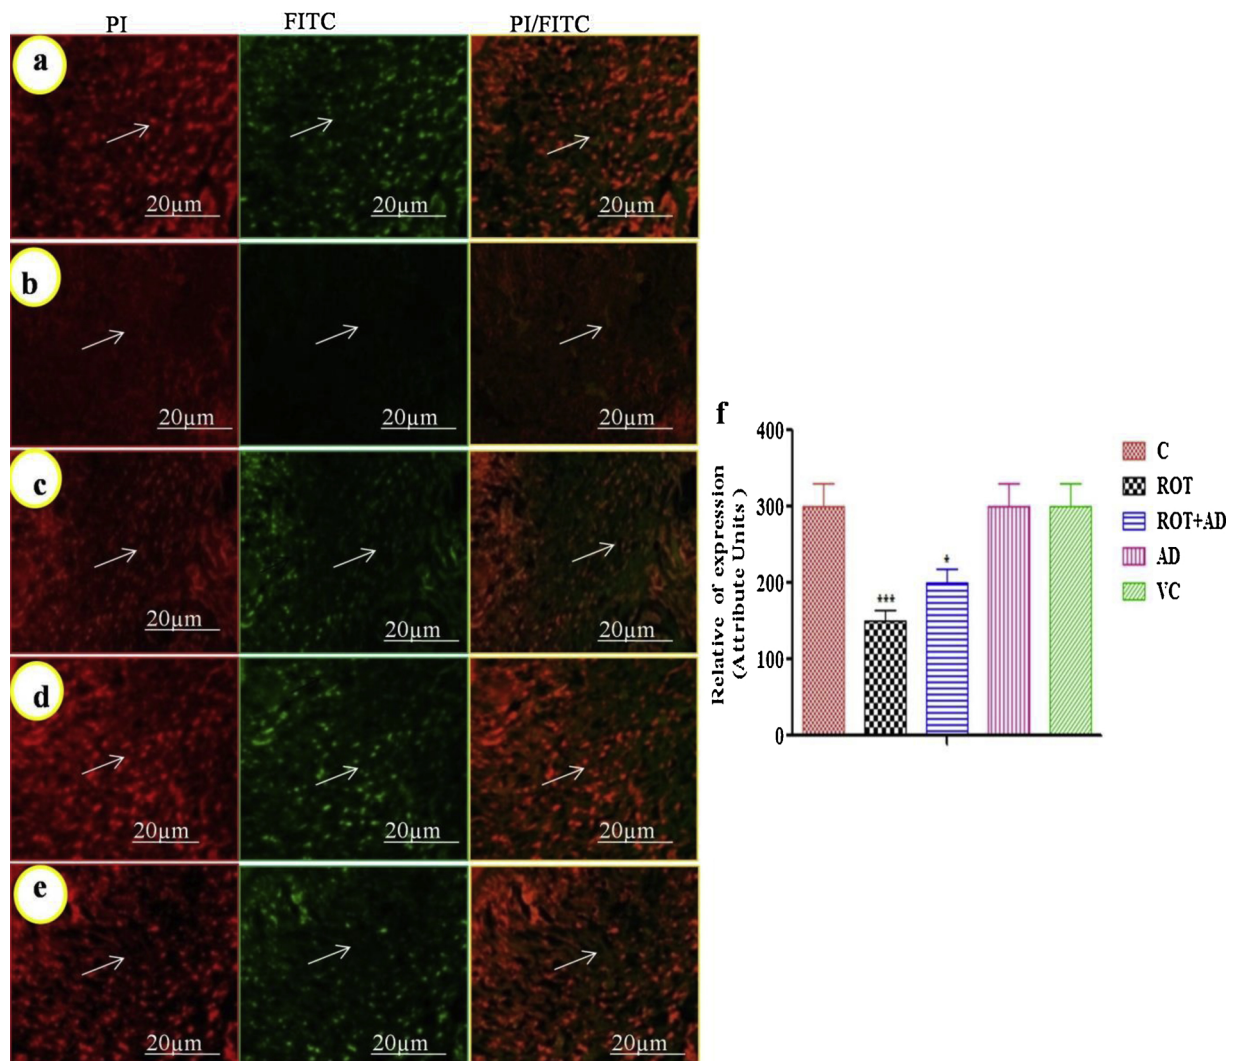 PI FITC PI/FITC
a
20µm 20µm 20µm
b
20µm 20µm 20µm
c
20µm 20µm 20µm
d
20µm 20µm 20µm
e
20µm 20µm 20µm
f
Relative of expression
(Attribute Units)
400
300
200
100
0
***
*
C
ROT
ROT+AD
AD
VC